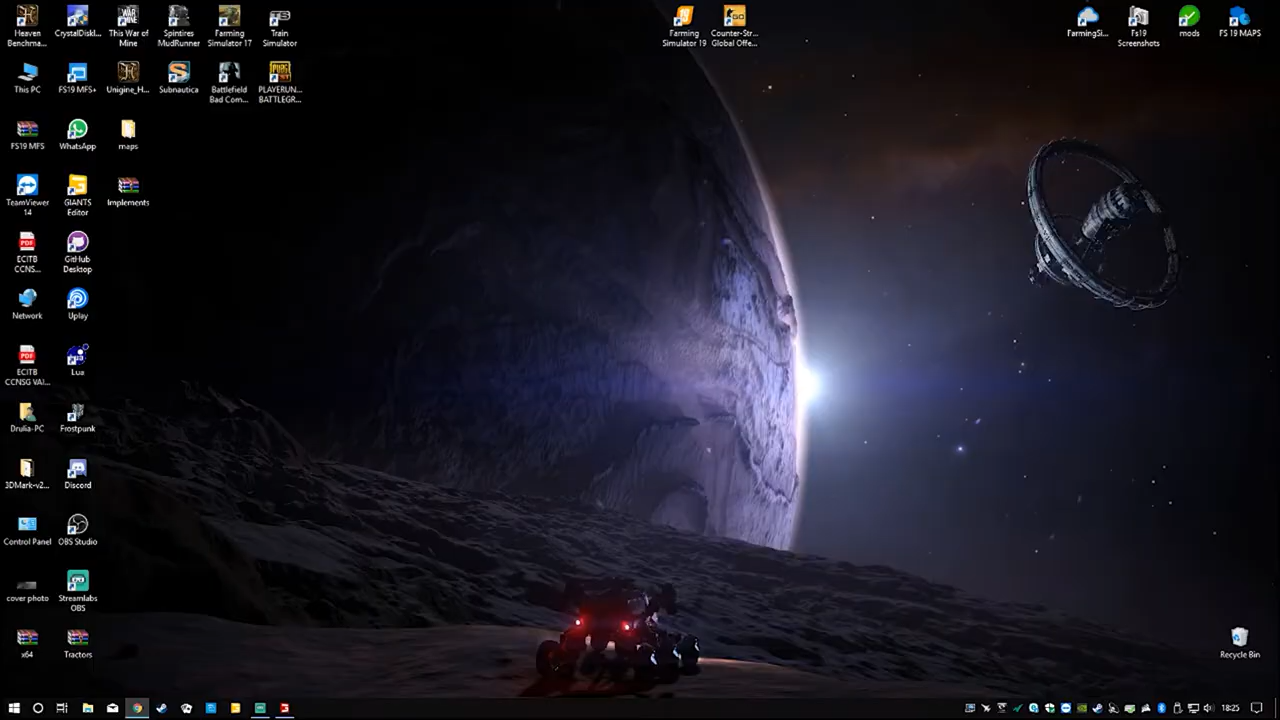 Heaven
Benchma...
CrystalDiskI...
This War of
Mine
Spintires
MudRunner
Farming
Simulator 17
Train
Simulator
Farming
Simulator 19
Counter-Str...
Global Offe...
FarmingSi...
Fs19
Screenshots
mods
FS 19 MAPS
This PC
FS19 MFS+
Unigine_H...
Subnautica
Battlefield
Bad Com...
PLAYERUN...
BATTLEGR...
FS19 MFS
WhatsApp
maps
TeamViewer
14
GIANTS
Editor
Implements
ECITB
CCNS...
GitHub
Desktop
Network
Uplay
ECITB
CCNSG VAl...
Lua
Drulia-PC
Frostpunk
3DMark-v2...
Discord
Control Panel
OBS Studio
cover photo
Streamlabs
OBS
x64
Tractors
Recycle Bin
18:25